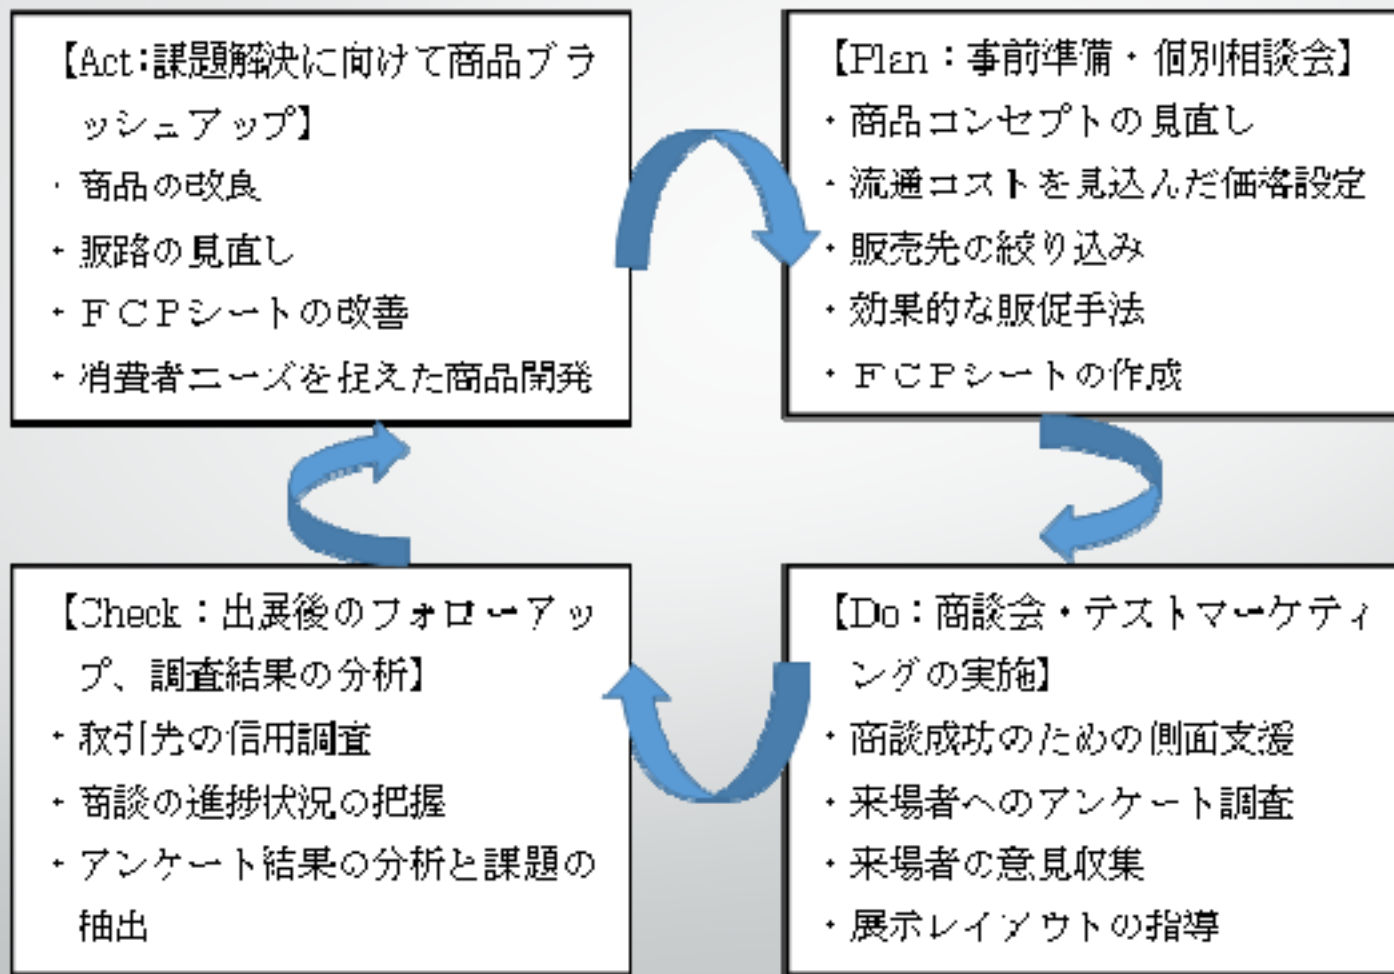 【Act:課題解決に向けて商品ブラ
ッシュアップ】
・商品の改良
・販路の見直し
・ＦＣＰシートの改善
・消費者ニーズを捉えた商品開発
【Plan：事前準備・個別相談会】
・商品コンセプトの見直し
・流通コストを見込んだ価格設定
・販売先の絞り込み
・効果的な販促手法
・ＦＣＰシートの作成
【Check：出展後のフォローアッ
プ、調査結果の分析】
・取引先の信用調査
・商談の進捗状況の把握
・アンケート結果の分析と課題の
抽出
【Do：商談会・テストマーケティ
ングの実施】
・商談成功のための側面支援
・来場者へのアンケート調査
・来場者の意見収集
・展示レイアウトの指導